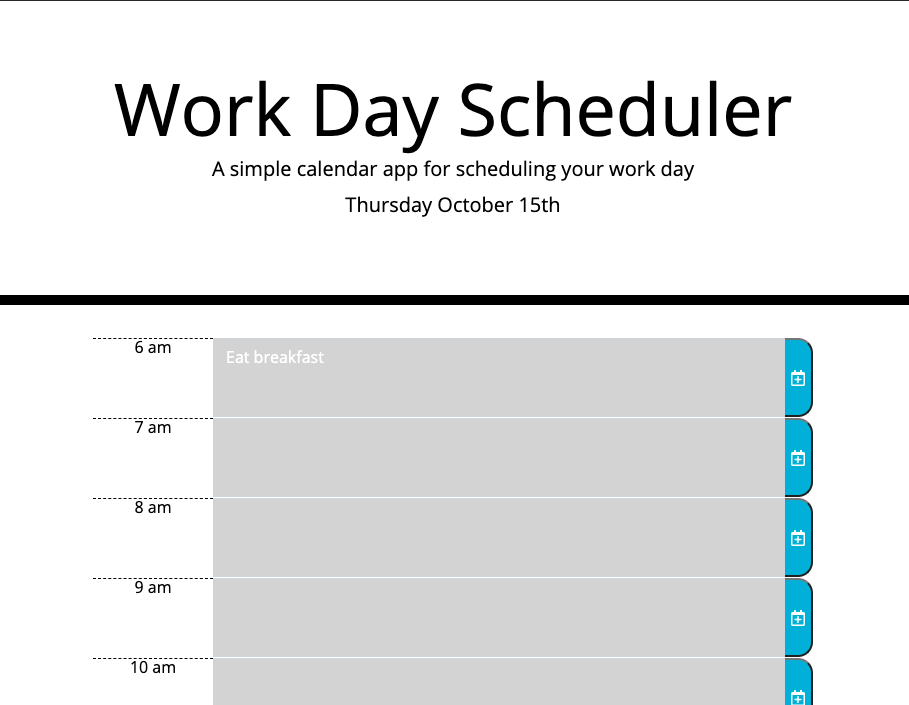 Work Day Scheduler
A simple calendar app for scheduling your work day
Thursday October 15th
6 am
Eat breakfast
7 am
8 am
9 am
10 am